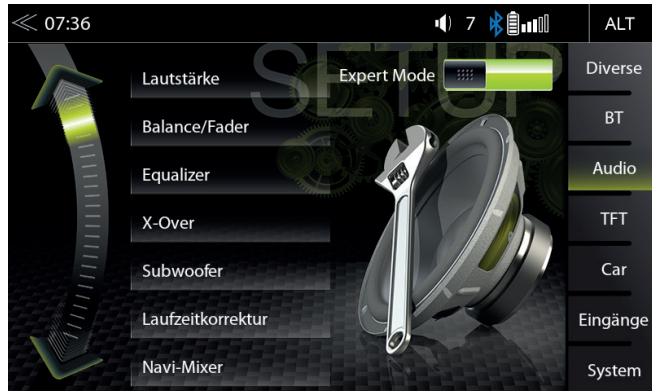 07:36
7
ALT
SETUP
Expert Mode
Lautstärke
Balance/Fader
Equalizer
X-Over
Subwoofer
Laufzeitkorrektur
Navi-Mixer
Diverse
BT
Audio
TFT
Car
Eingänge
System